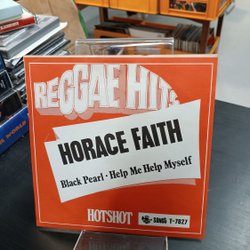 REGGAE HITS
HORACE FAITH
Black Pearl · Help Me Help Myself
HOTSHOT